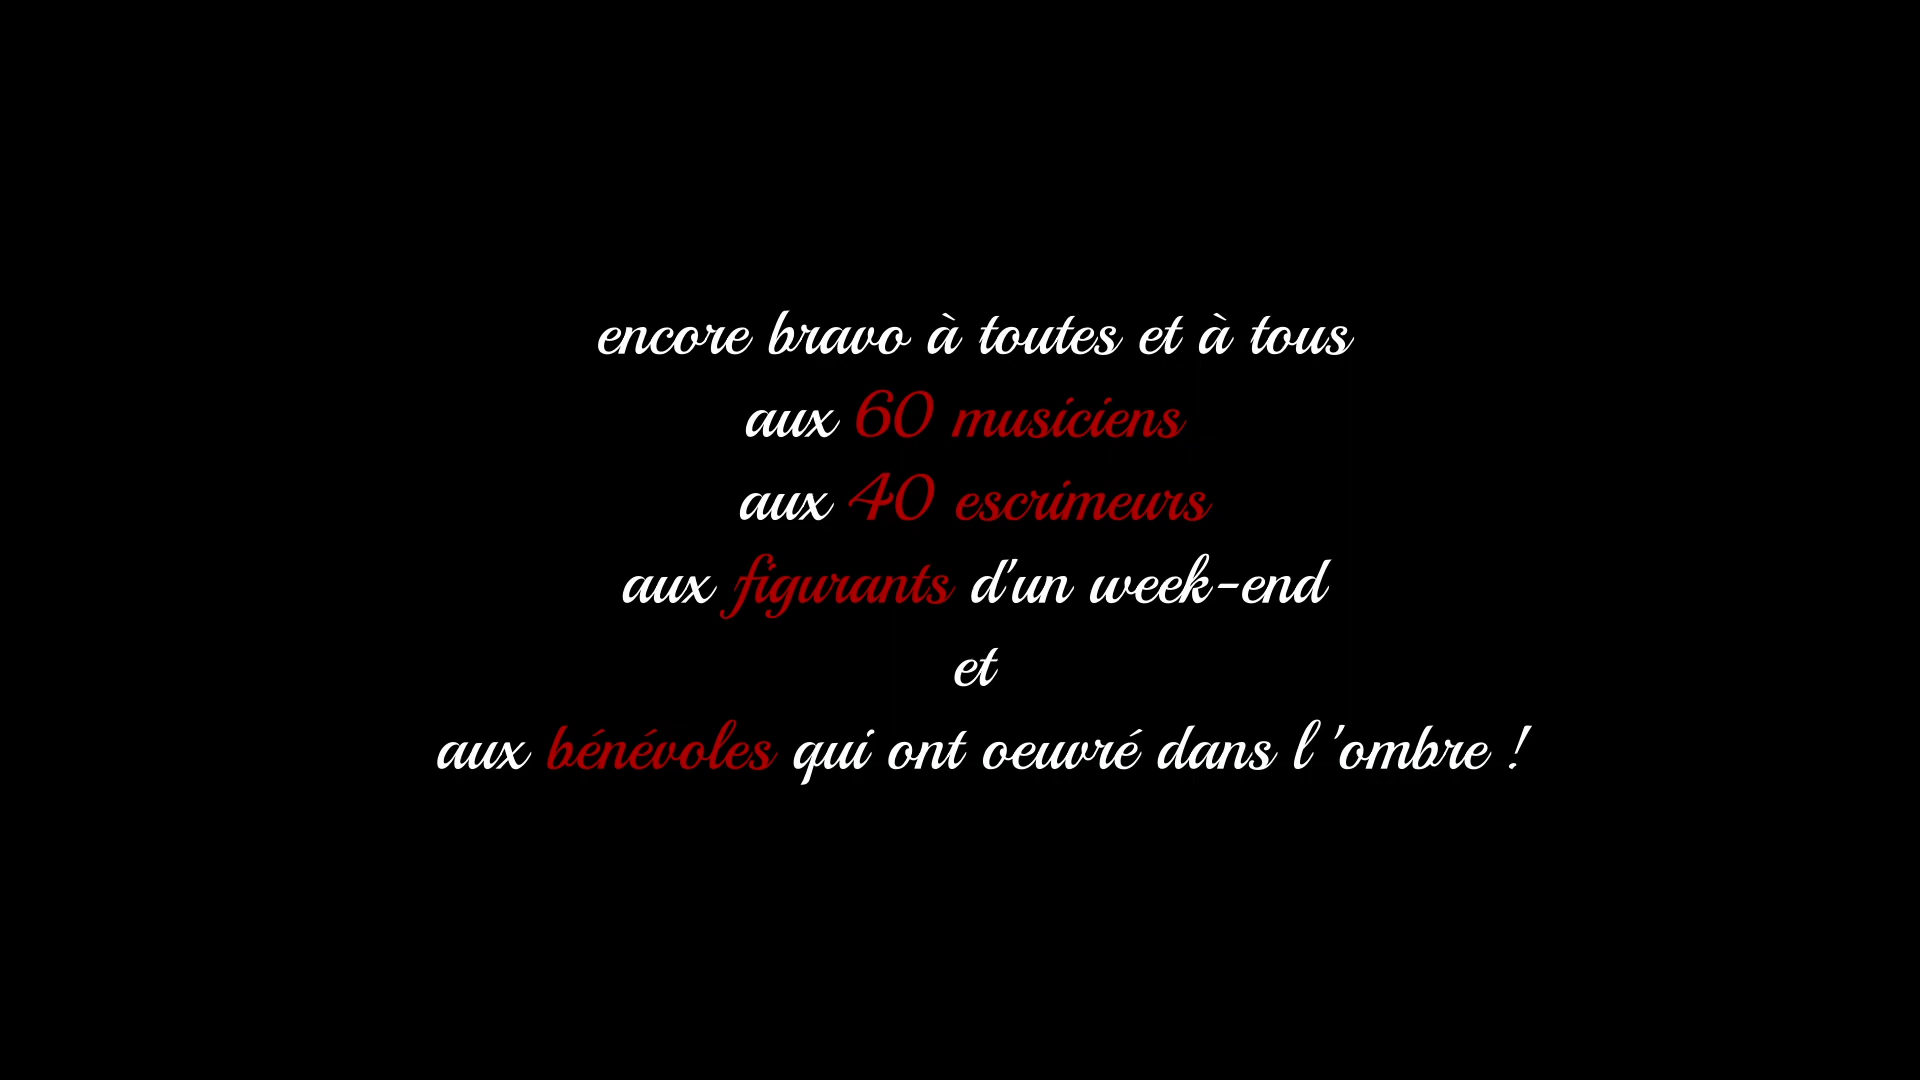 encore bravo à toutes et à tous
aux 60 musiciens
aux 40 escrimeurs
aux figurants d'un week-end
et
aux bénévoles qui ont oeuvré dans l 'ombre !